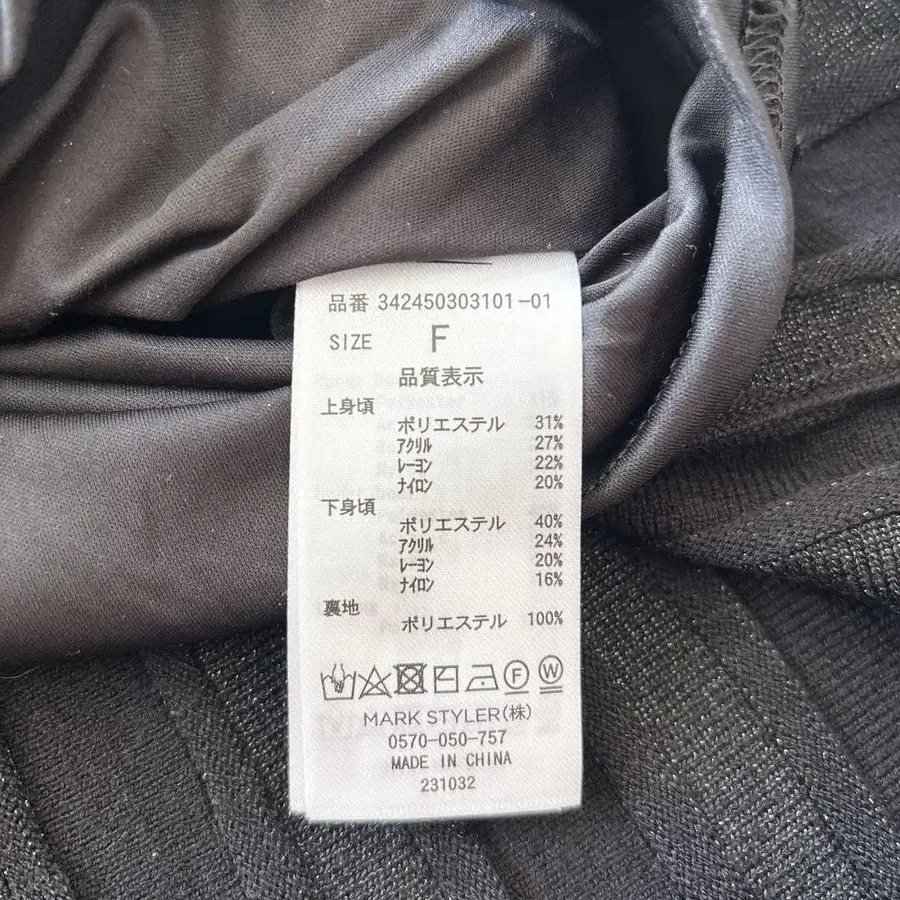 品番 342450303101-01
SIZE F
品質表示
上身頃
ポリエステル 31%
アクリル 27%
レーヨン 22%
ナイロン 20%
下身頃
ポリエステル 40%
アクリル 24%
レーヨン 20%
ナイロン 16%
裏地
ポリエステル 100%
F W
MARK STYLER(株)
0570-050-757
MADE IN CHINA
231032